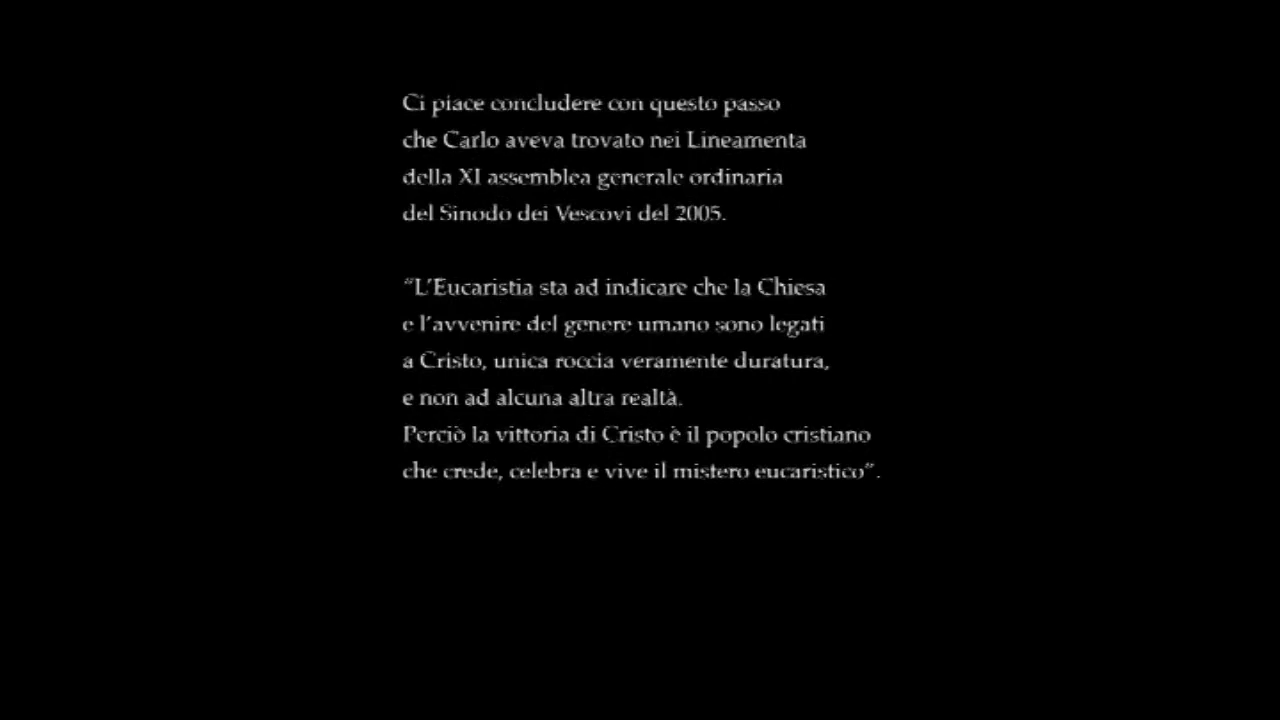 Ci piace concludere con questo passo
che Carlo aveva trovato nei Lineamenta
della XI assemblea generale ordinaria
del Sinodo dei Vescovi del 2005.
“L’Eucaristia sta ad indicare che la Chiesa
e l’avvenire del genere umano sono legati
a Cristo, unica roccia veramente duratura,
e non ad alcuna altra realtà.
Perciò la vittoria di Cristo è il popolo cristiano
che crede, celebra e vive il mistero eucaristico”.